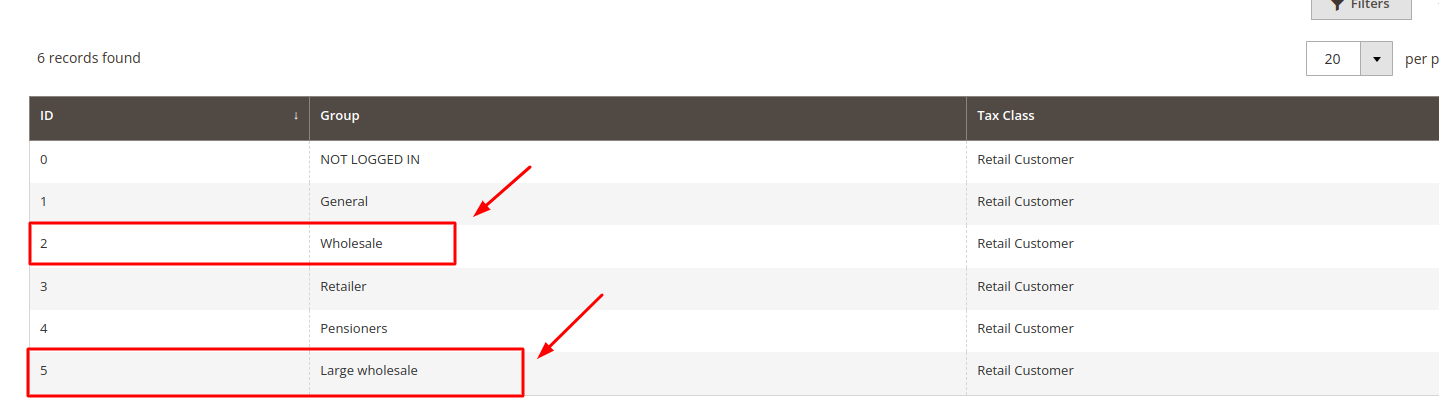 Filters
6 records found
20 per p
ID ↓ Group Tax Class
0 NOT LOGGED IN Retail Customer
1 General Retail Customer
2 Wholesale Retail Customer
3 Retailer Retail Customer
4 Pensioners Retail Customer
5 Large wholesale Retail Customer